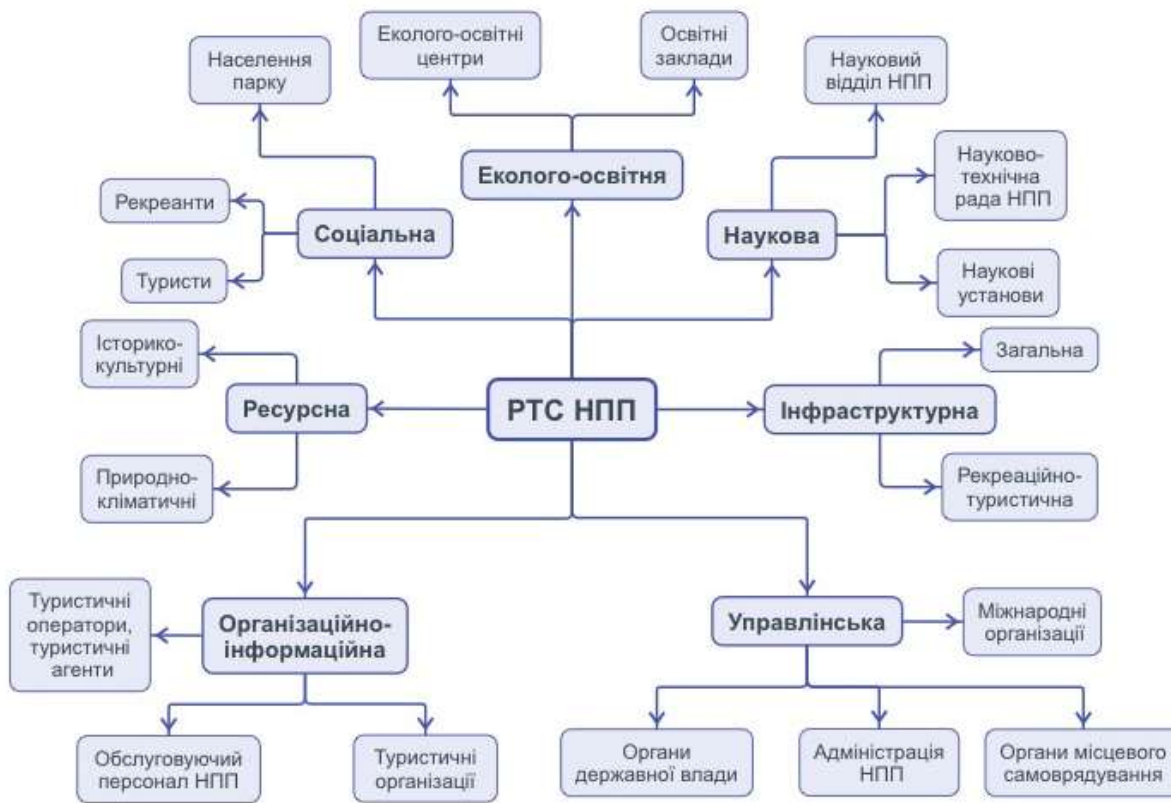 Населення
парку
Еколого-освітні
центри
Освітні
заклади
Науковий
відділ НПП
Еколого-освітня
Науково-
технічна
рада НПП
Рекреанти
Соціальна
Наукова
Туристи
Наукові
установи
Історико-
культурні
Загальна
Ресурсна
РТС НПП
Інфраструктурна
Природно-
кліматичні
Рекреаційно-
туристична
Туристичні
оператори,
туристичні
агенти
Організаційно-
інформаційна
Управлінська
Міжнародні
організації
Обслуговуючий
персонал НПП
Туристичні
організації
Органи
державної влади
Адміністрація
НПП
Органи місцевого
самоврядування